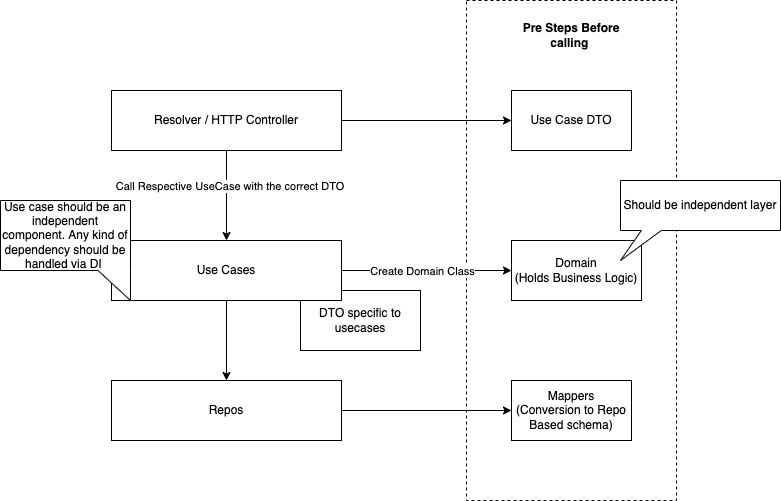 Pre Steps Before
calling
Resolver / HTTP Controller
Use Case DTO
Call Respective UseCase with the correct DTO
Use case should be an
independent
component. Any kind of
dependency should be
handled via DI
Should be independent layer
Use Cases
Create Domain Class
Domain
(Holds Business Logic)
DTO specific to
usecases
Repos
Mappers
(Conversion to Repo
Based schema)